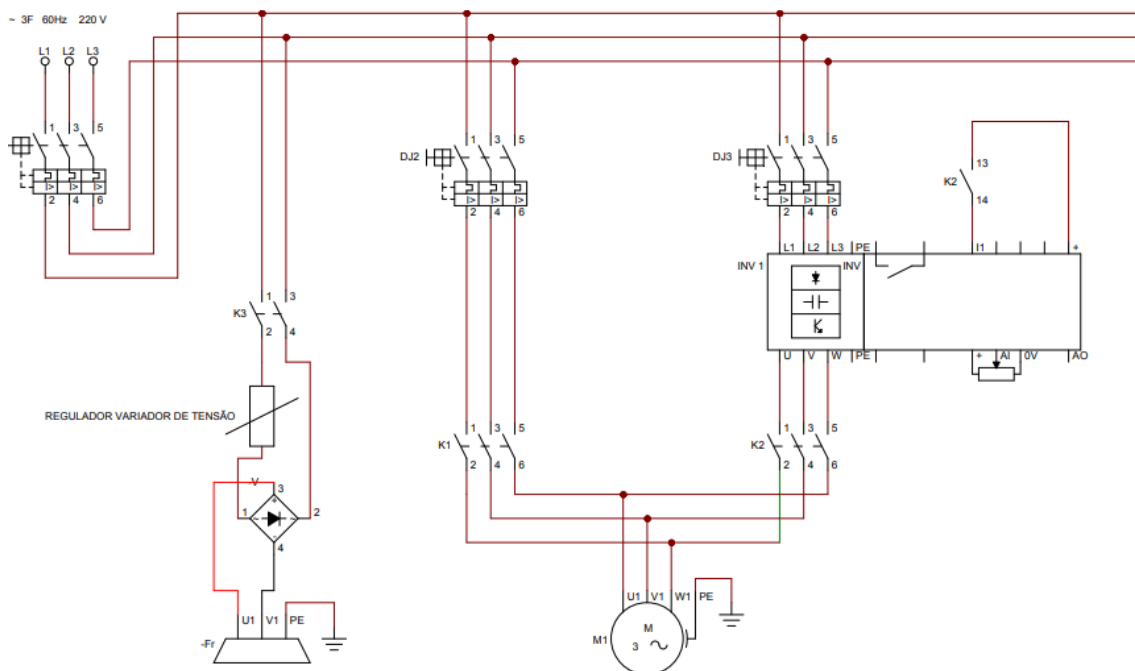 ~ 3F 60Hz 220 V
L1 L2 L3
1 3 5
I> I> I>
2 4 6
DJ2
1 3 5
I> I> I>
2 4 6
DJ3
1 3 5
I> I> I>
2 4 6
K2
13
14
L1 L2 L3 PE
I1 +
INV 1
INV
U V W PE
+ AI 0V AO
K3
1 3
2 4
REGULADOR VARIADOR DE TENSÃO
K1
1 3 5
2 4 6
K2
1 3 5
2 4 6
-V
3
+
1 ~ ~ 2
-
4
U1 V1 PE
-Fr
U1 V1 W1 PE
M1
M
3 ~